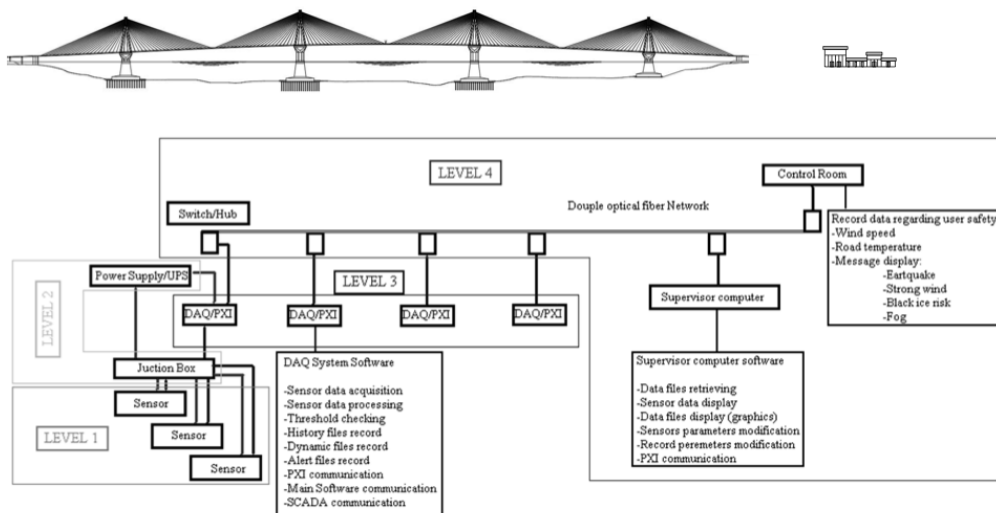 LEVEL 4
Control Room
Switch/Hub
Douple optical fiber Network
Record data regarding user safety
-Wind speed
-Road temperature
-Message display:
-Eartquake
-Strong wind
-Black ice risk
-Fog
LEVEL 2
Power Supply/UPS
LEVEL 3
Supervisor computer
DAQ/PXI
DAQ/PXI
DAQ/PXI
DAQ/PXI
Juction Box
DAQ System Software
-Sensor data acquisition
-Sensor data processing
-Threshold checking
-History files record
-Dynamic files record
-Alert files record
-PXI communication
-Main Software communication
-SCADA communication
Supervisor computer software
-Data files retrieving
-Sensor data display
-Data files display (graphics)
-Sensors parameters modification
-Record peremeters modification
-PXI communication
LEVEL 1
Sensor
Sensor
Sensor